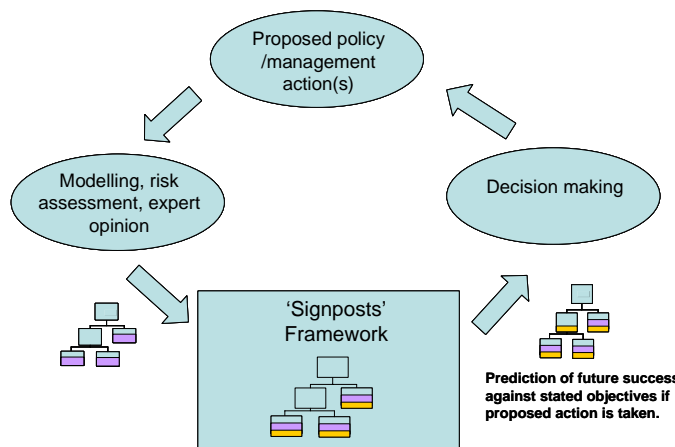 Proposed policy
/management
action(s)
Modelling, risk
assessment, expert
opinion
Decision making
‘Signposts’
Framework
Prediction of future success
against stated objectives if
proposed action is taken.